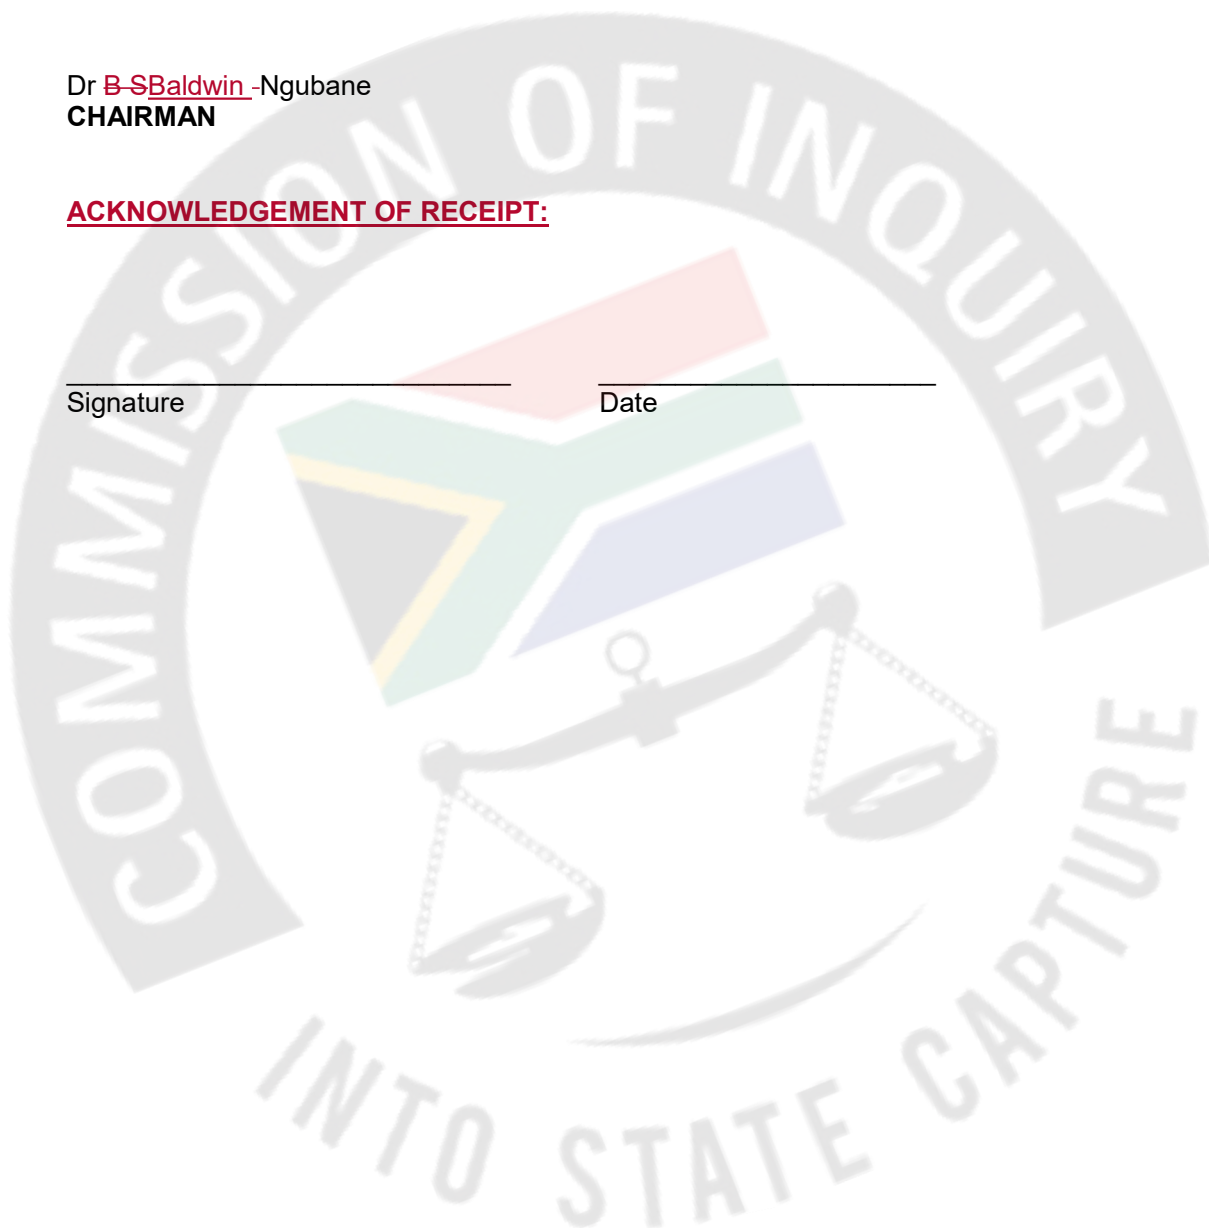 Dr B SBaldwin -Ngubane
CHAIRMAN
ACKNOWLEDGEMENT OF RECEIPT:
Signature Date
COMMISSION OF INQUIRY
INTO STATE CAPTURE